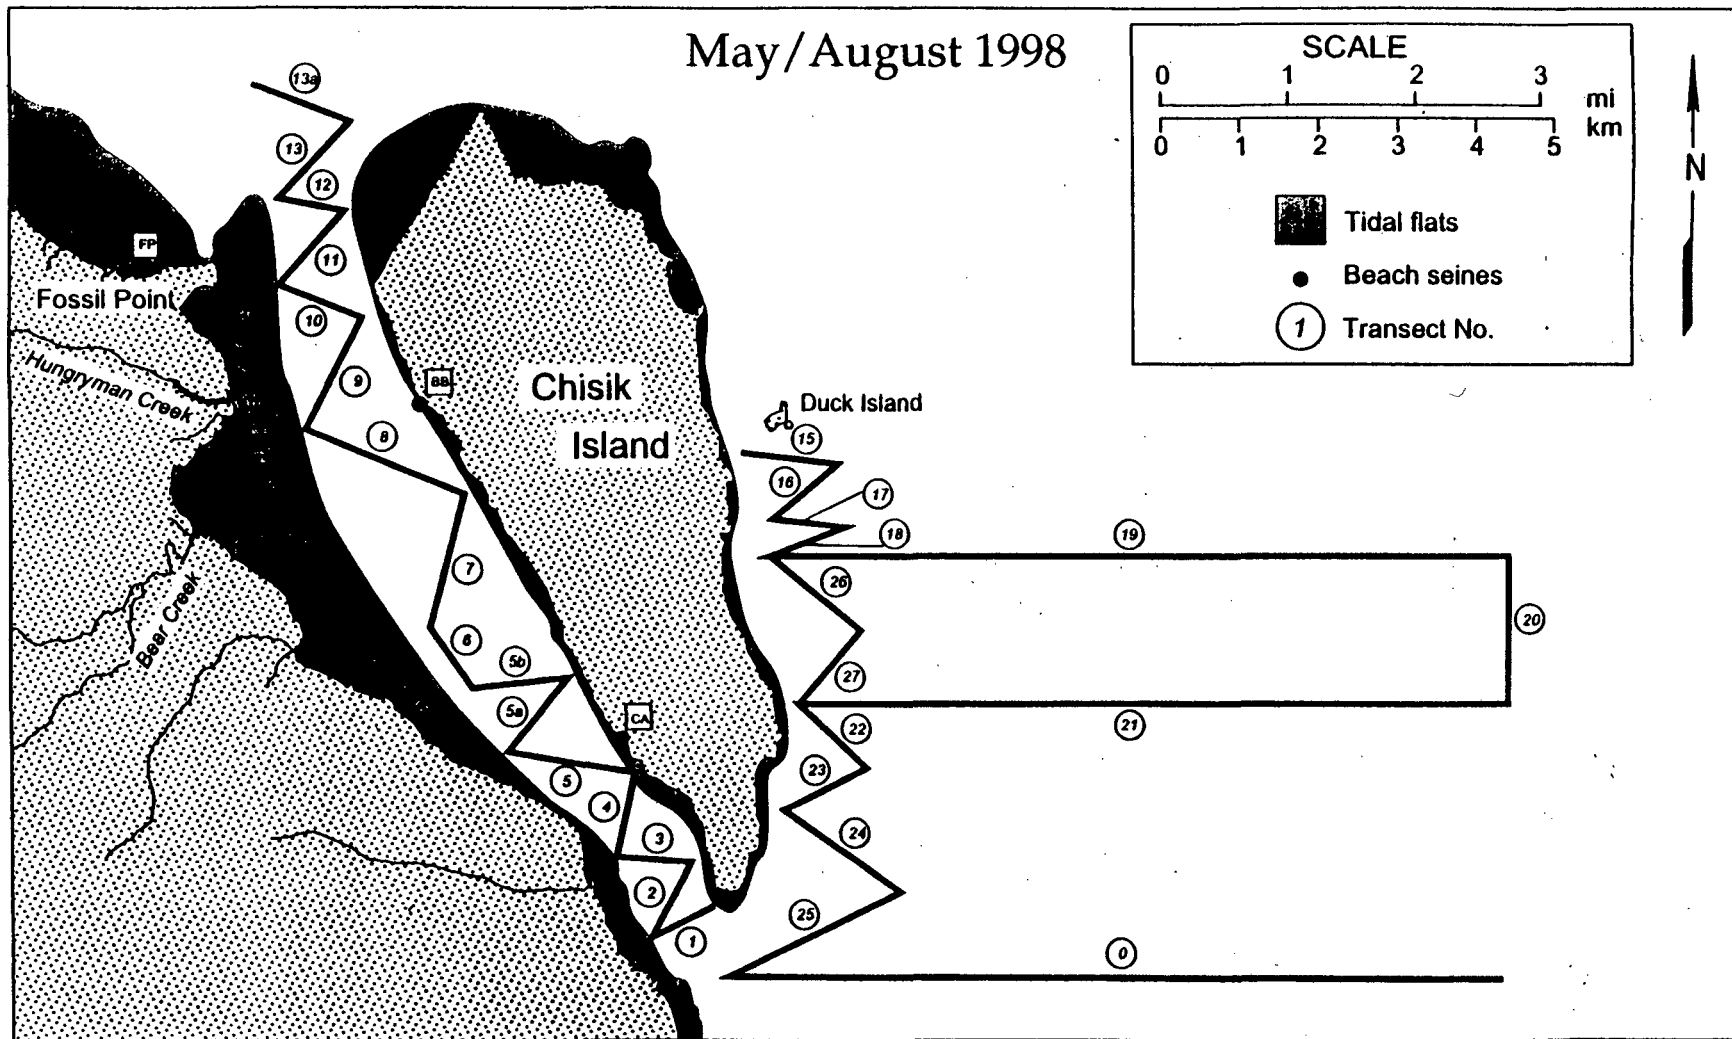 May/August 1998
SCALE
0 1 2 3
mi
km
0 1 2 3 4 5
N
Tidal flats
Beach seines
1 Transect No.
13a
13
12
11
10
9
8
7
6
5b
5a
5
4
3
2
1
FP
Fossil Point
Hungryman Creek
Bear Creek
BB
Chisik
Island
CA
Duck Island
15
16
17
18
19
26
20
27
21
22
23
24
25
0